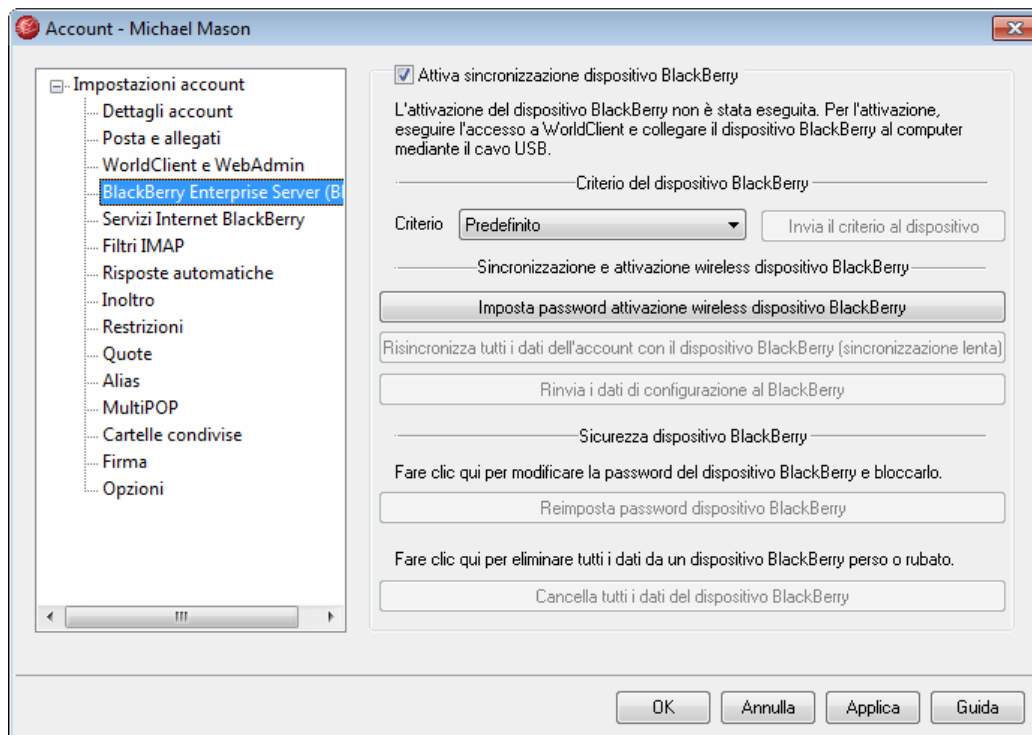 Account - Michael Mason
Impostazioni account
Dettagli account
Posta e allegati
WorldClient e WebAdmin
BlackBerry Enterprise Server (Bl
Servizi Internet BlackBerry
Filtri IMAP
Risposte automatiche
Inoltro
Restrizioni
Quote
Alias
MultiPOP
Cartelle condivise
Firma
Opzioni
Attiva sincronizzazione dispositivo BlackBerry
L'attivazione del dispositivo BlackBerry non è stata eseguita. Per l'attivazione,
eseguire l'accesso a WorldClient e collegare il dispositivo BlackBerry al computer
mediante il cavo USB.
Criterio del dispositivo BlackBerry
Criterio Predefinito Invia il criterio al dispositivo
Sincronizzazione e attivazione wireless dispositivo BlackBerry
Imposta password attivazione wireless dispositivo BlackBerry
Risincronizza tutti i dati dell'account con il dispositivo BlackBerry (sincronizzazione lenta)
Rinvia i dati di configurazione al BlackBerry
Sicurezza dispositivo BlackBerry
Fare clic qui per modificare la password del dispositivo BlackBerry e bloccarlo.
Reimposta password dispositivo BlackBerry
Fare clic qui per eliminare tutti i dati da un dispositivo BlackBerry perso o rubato.
Cancella tutti i dati del dispositivo BlackBerry
OK Annulla Applica Guida